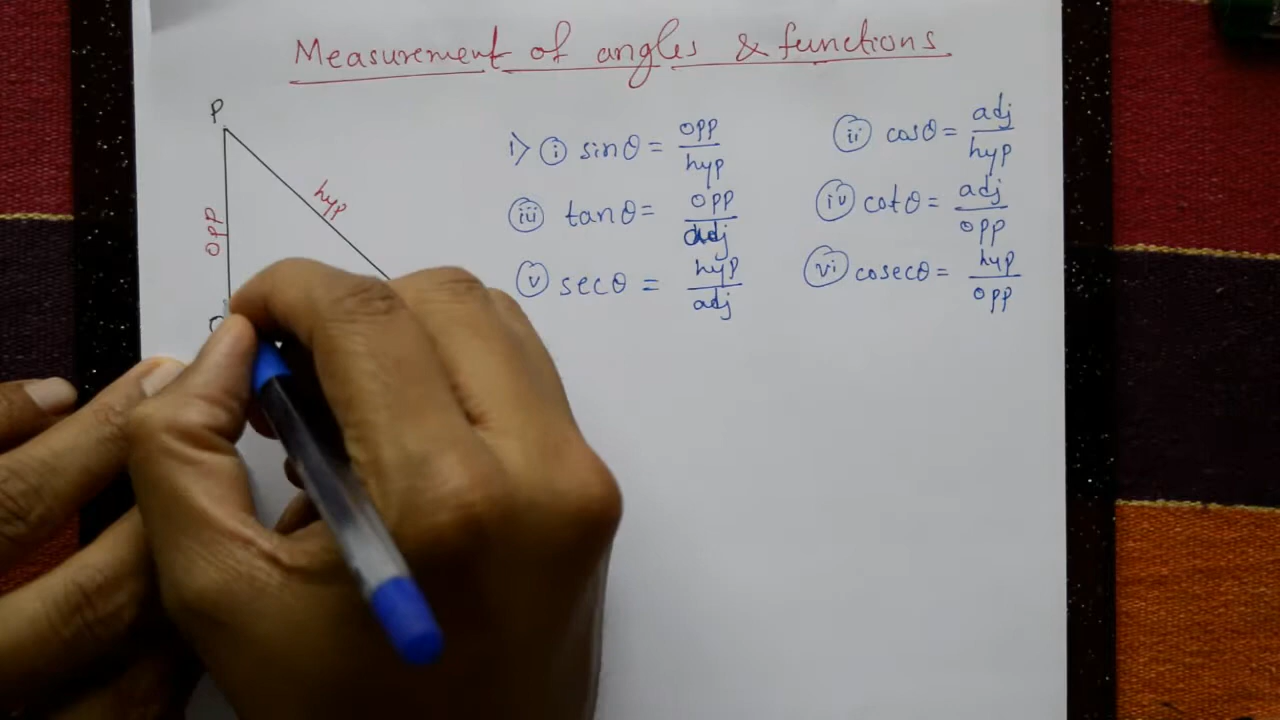 Measurement of angles & functions
P
opp
hyp
1) (i) sinθ = opp/hyp (ii) cosθ = adj/hyp
(iii) tanθ = opp/adj (iv) cotθ = adj/opp
(v) secθ = hyp/adj (vi) cosecθ = hyp/opp